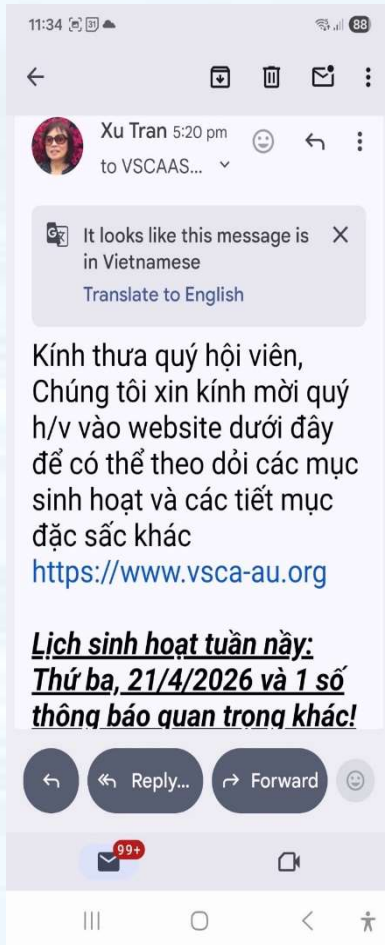 11:34
31
88
Xu Tran 5:20 pm
to VSCAAS...
It looks like this message is
in Vietnamese
Translate to English
Kính thưa quý hội viên,
Chúng tôi xin kính mời quý
h/v vào website dưới đây
để có thể theo dỏi các mục
sinh hoạt và các tiết mục
đặc sắc khác
https://www.vsca-au.org
Lịch sinh hoạt tuần nầy:
Thứ ba, 21/4/2026 và 1 số
thông báo quan trọng khác!
Reply...
Forward
99+